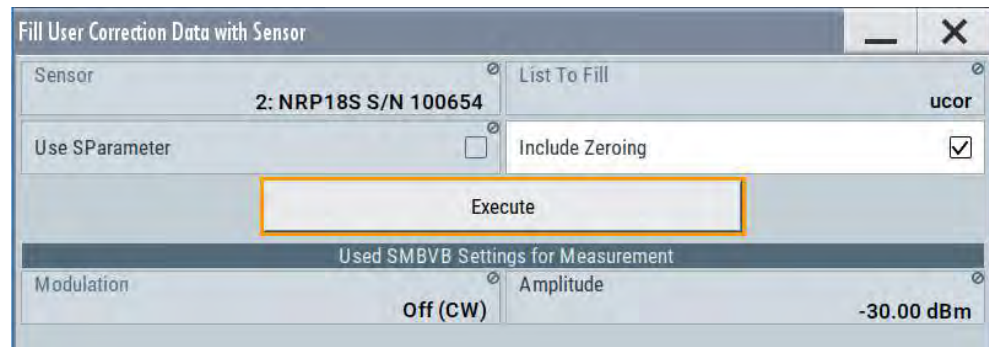 Fill User Correction Data with Sensor
Sensor
2: NRP18S S/N 100654
List To Fill
ucor
Use SParameter
Include Zeroing
Execute
Used SMBVB Settings for Measurement
Modulation
Off (CW)
Amplitude
-30.00 dBm